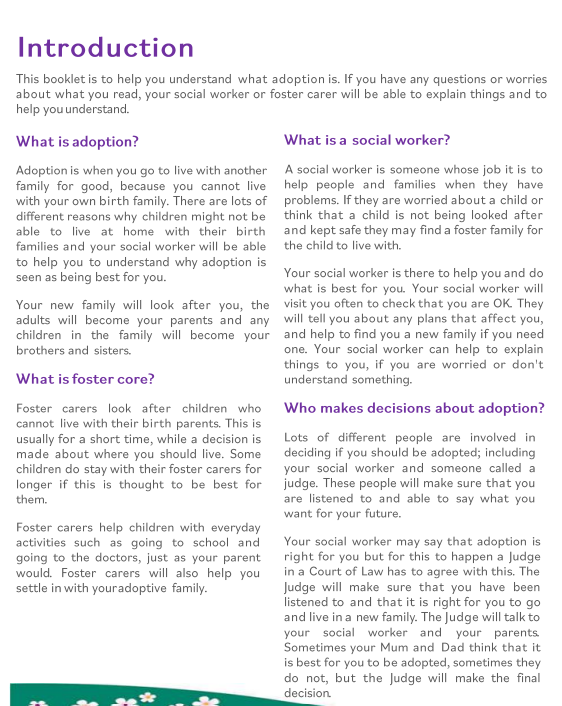 Introduction
This booklet is to help you understand what adoption is. If you have any questions or worries
about what you read, your social worker or foster carer will be able to explain things and to
help you understand.
What is adoption?
Adoption is when you go to live with another
family for good, because you cannot live
with your own birth family. There are lots of
different reasons why children might not be
able to live at home with their birth
families and your social worker will be able
to help you to understand why adoption is
seen as being best for you.
Your new family will look after you, the
adults will become your parents and any
children in the family will become your
brothers and sisters.
What is foster core?
Foster carers look after children who
cannot live with their birth parents. This is
usually for a short time, while a decision is
made about where you should live. Some
children do stay with their foster carers for
longer if this is thought to be best for
them.
Foster carers help children with everyday
activities such as going to school and
going to the doctors, just as your parent
would. Foster carers will also help you
settle in with your adoptive family.
What is a social worker?
A social worker is someone whose job it is to
help people and families when they have
problems. If they are worried about a child or
think that a child is not being looked after
and kept safe they may find a foster family for
the child to live with.
Your social worker is there to help you and do
what is best for you. Your social worker will
visit you often to check that you are OK. They
will tell you about any plans that affect you,
and help to find you a new family if you need
one. Your social worker can help to explain
things to you, if you are worried or don't
understand something.
Who makes decisions about adoption?
Lots of different people are involved in
deciding if you should be adopted; including
your social worker and someone called a
judge. These people will make sure that you
are listened to and able to say what you
want for your future.
Your social worker may say that adoption is
right for you but for this to happen a Judge
in a Court of Law has to agree with this. The
Judge will make sure that you have been
listened to and that it is right for you to go
and live in a new family. The Judge will talk to
your social worker and your parents.
Sometimes your Mum and Dad think that it
is best for you to be adopted, sometimes they
do not, but the Judge will make the final
decision.